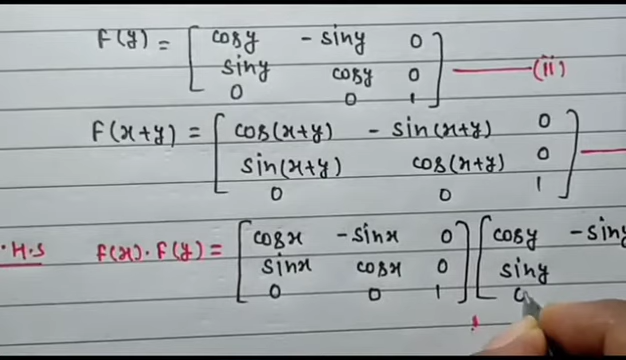 F(y) = [ cosy - siny 0
siny cosy 0 (ii)
0 0 1 ]
F(x+y) = [ cos(x+y) - sin(x+y) 0
sin(x+y) cos(x+y) 0
0 0 1 ]
.H.S F(x).F(y) = [ cosx - sinx 0 ] [ cosy - siny
sinx cosx 0 siny
0 0 1